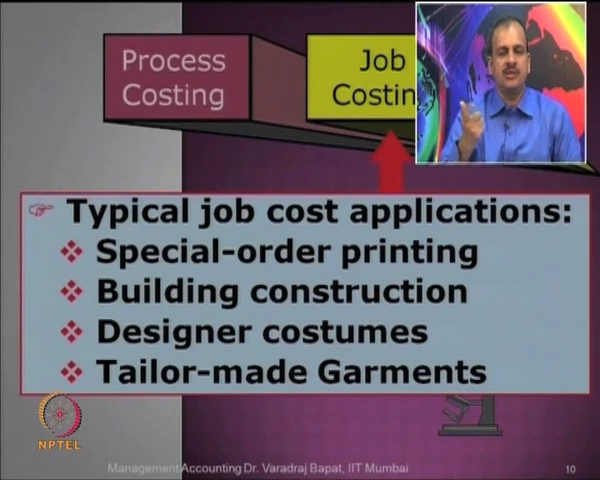 Process
Costing
Job
Costin
Typical job cost applications:
Special-order printing
Building construction
Designer costumes
Tailor-made Garments
NPTEL
Management Accounting Dr. Varadraj Bapat, IIT Mumbai
10